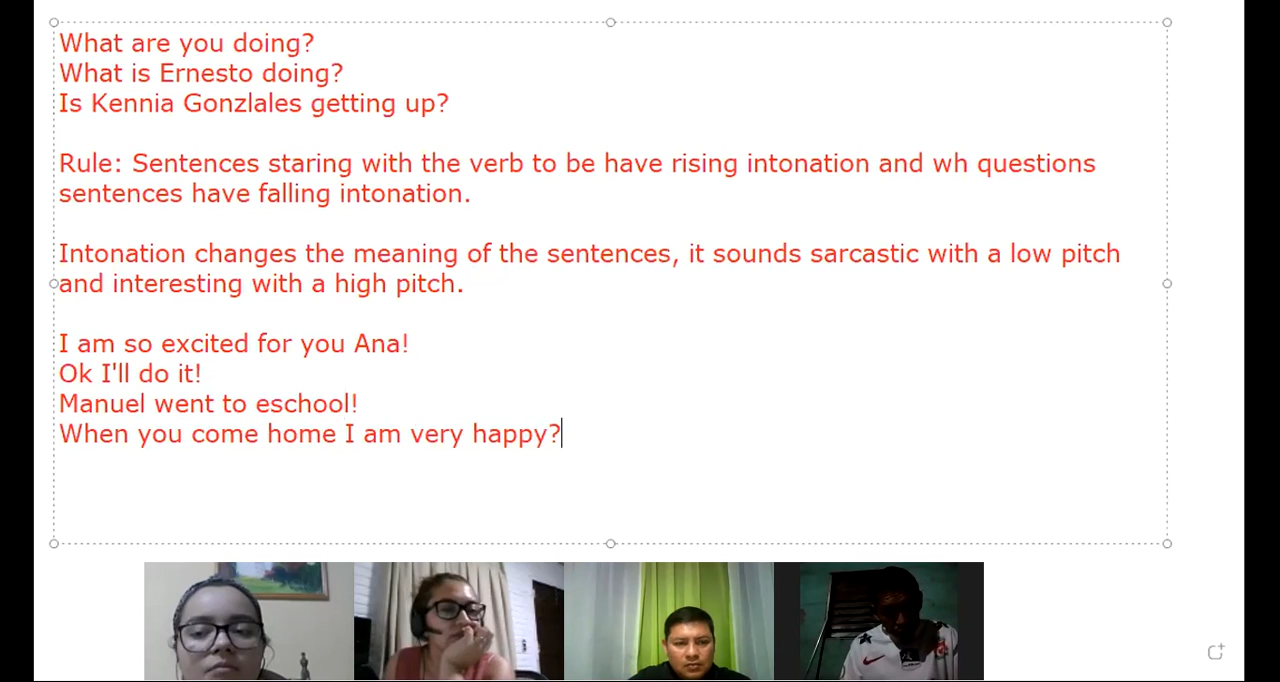 What are you doing?
What is Ernesto doing?
Is Kennia Gonzlales getting up?
Rule: Sentences staring with the verb to be have rising intonation and wh questions
sentences have falling intonation.
Intonation changes the meaning of the sentences, it sounds sarcastic with a low pitch
and interesting with a high pitch.
I am so excited for you Ana!
Ok I'll do it!
Manuel went to eschool!
When you come home I am very happy?